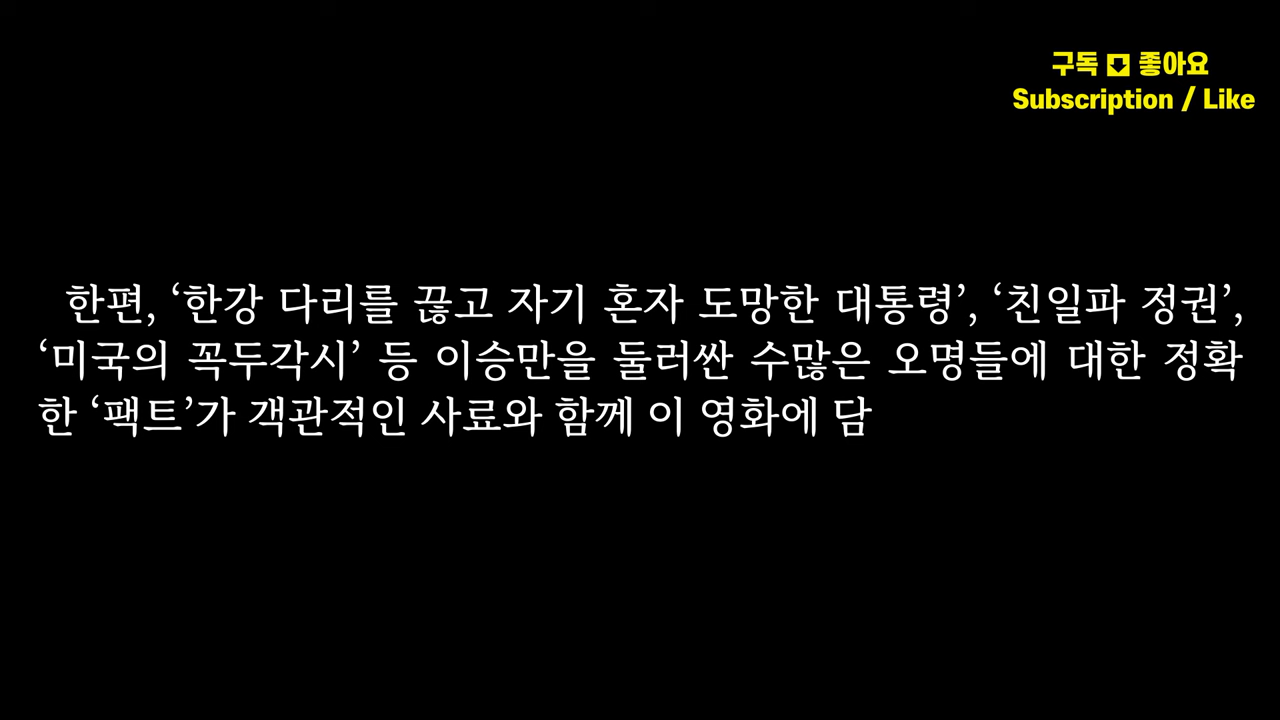 구독 ⬇ 좋아요
Subscription / Like
한편, ‘한강 다리를 끊고 자기 혼자 도망한 대통령’, ‘친일파 정권’,
‘미국의 꼭두각시’ 등 이승만을 둘러싼 수많은 오명들에 대한 정확
한 ‘팩트’가 객관적인 사료와 함께 이 영화에 담